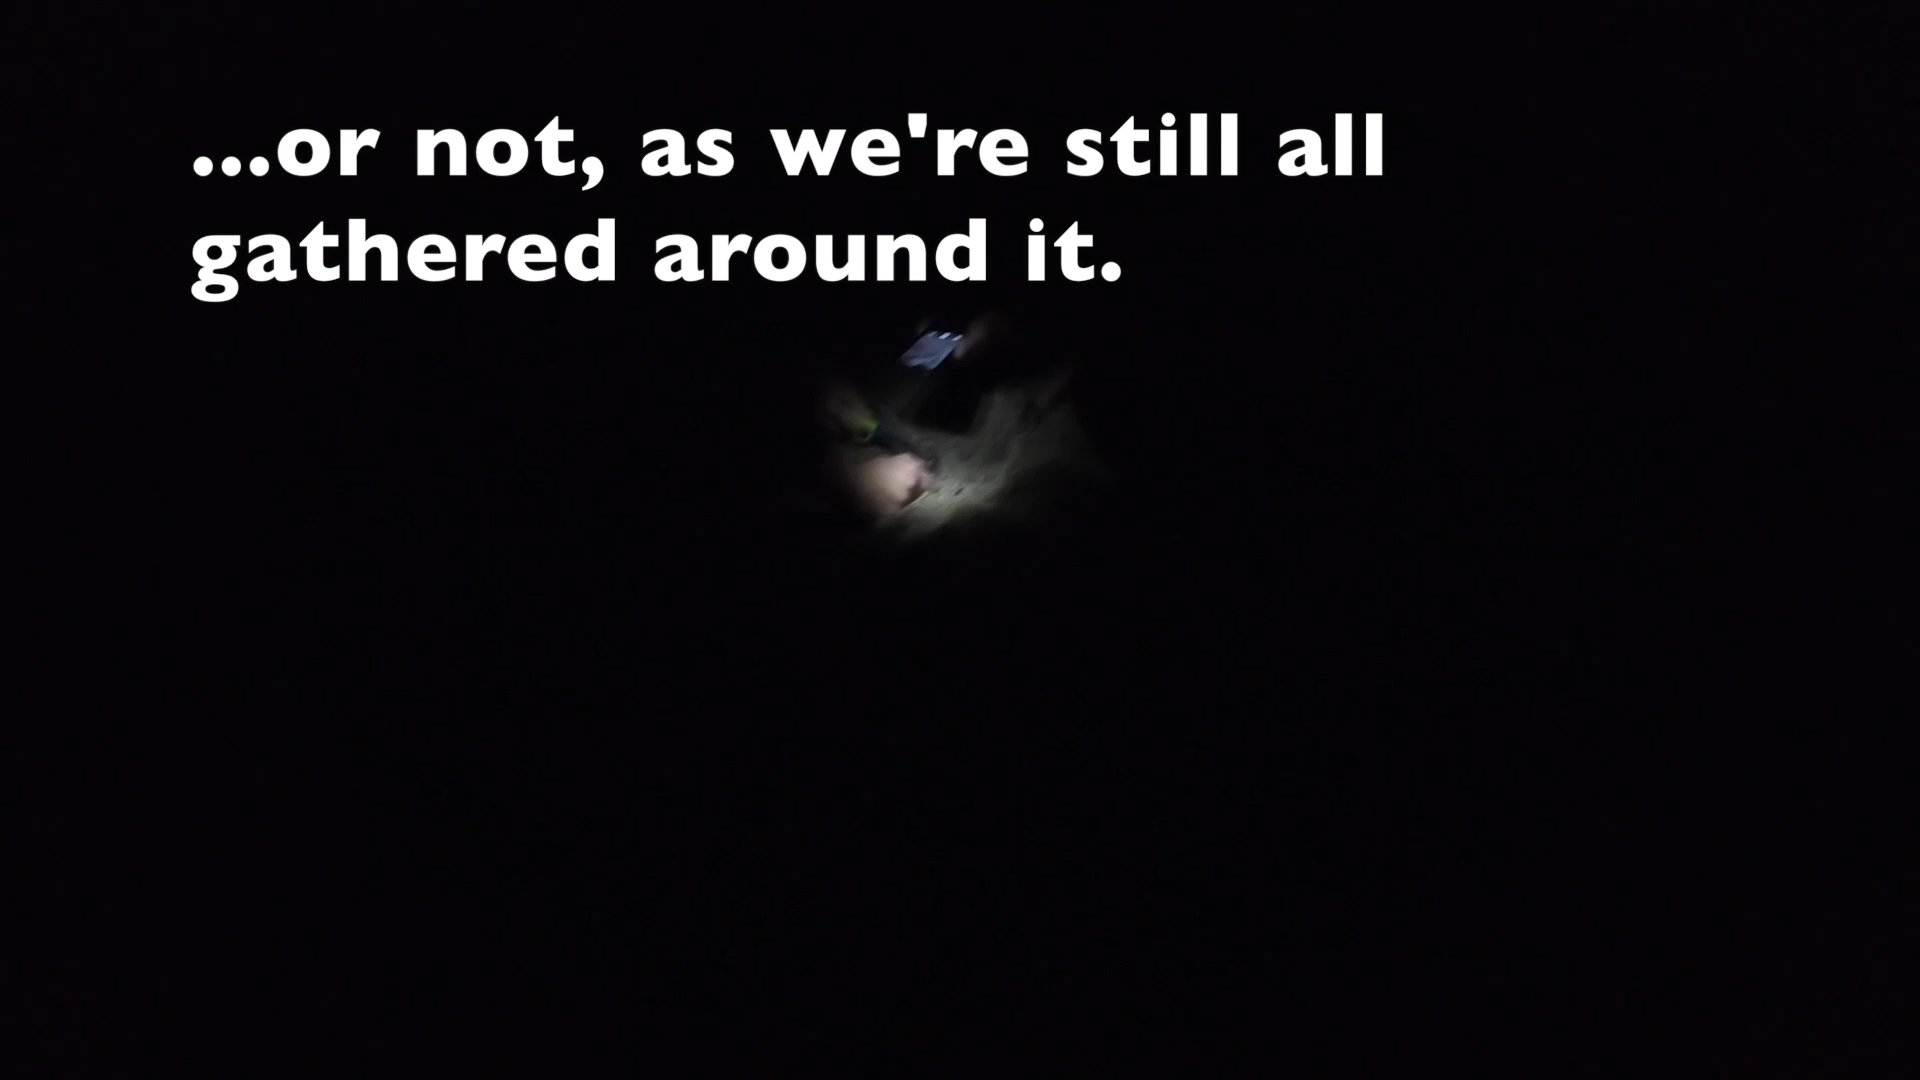 ...or not, as we're still all
gathered around it.